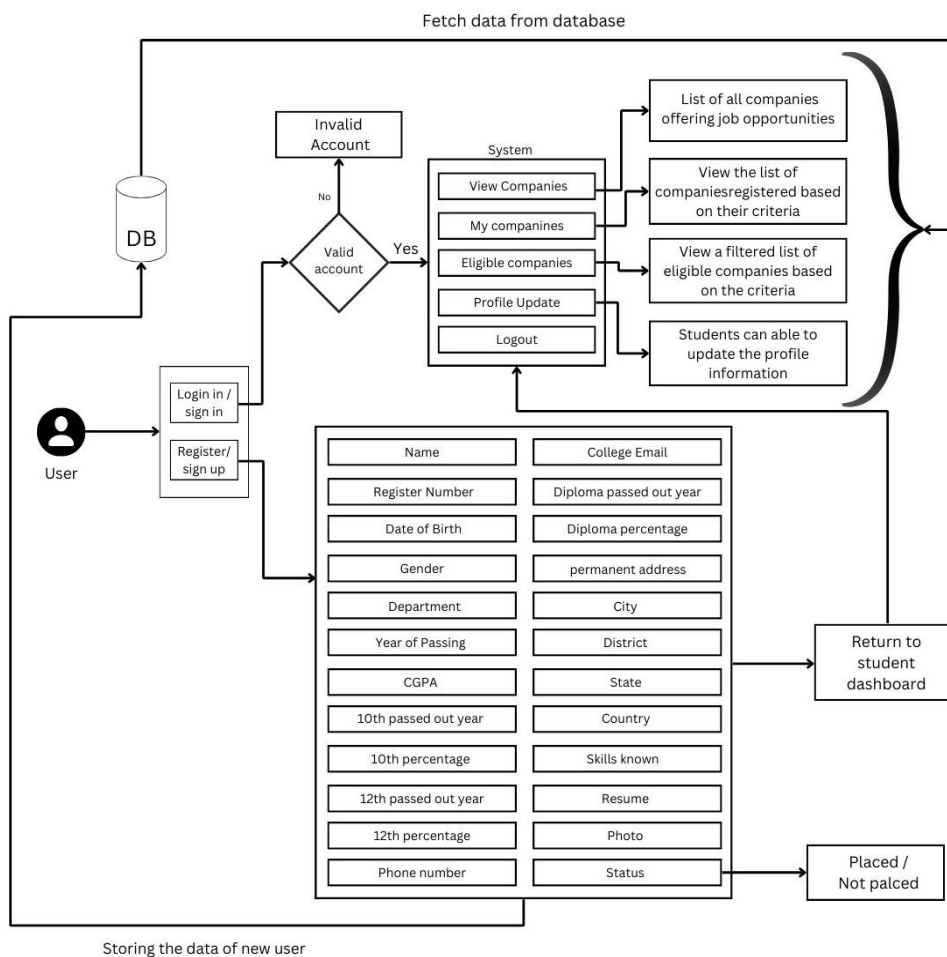 Fetch data from database
Invalid
Account
No
DB
Valid
account
Yes
System
View Companies
My companines
Eligible companies
Profile Update
Logout
List of all companies
offering job opportunities
View the list of
companiesregistered based
on their criteria
View a filtered list of
eligible companies based
on the criteria
Students can able to
update the profile
information
User
Login in /
sign in
Register/
sign up
Name
College Email
Register Number
Diploma passed out year
Date of Birth
Diploma percentage
Gender
permanent address
Department
City
Year of Passing
District
CGPA
State
10th passed out year
Country
10th percentage
Skills known
12th passed out year
Resume
12th percentage
Photo
Phone number
Status
Return to
student
dashboard
Placed /
Not palced
Storing the data of new user